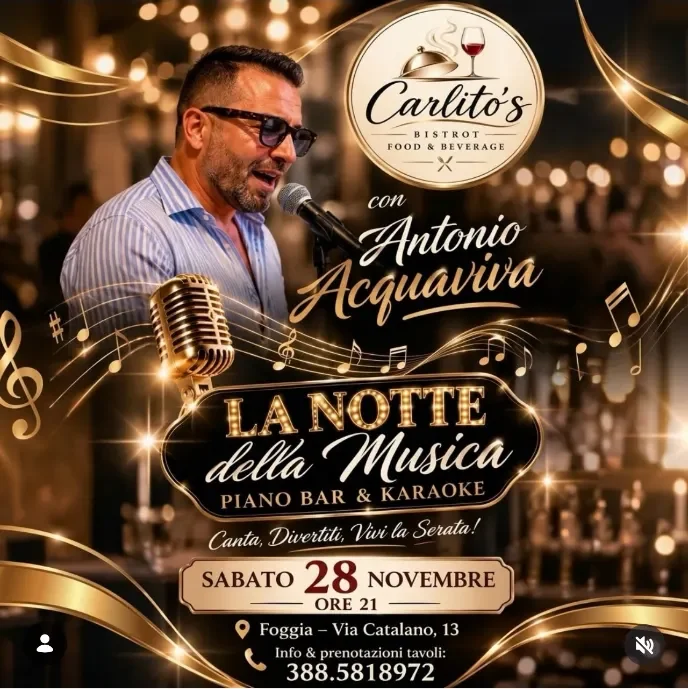 Carlito's
BISTROT
FOOD & BEVERAGE
con
Antonio
Acquaviva
LA NOTTE
della Musica
PIANO BAR & KARAOKE
Canta, Divertiti, Vivi la Serata!
SABATO 28 NOVEMBRE
ORE 21
Foggia – Via Catalano, 13
Info & prenotazioni tavoli:
388.5818972